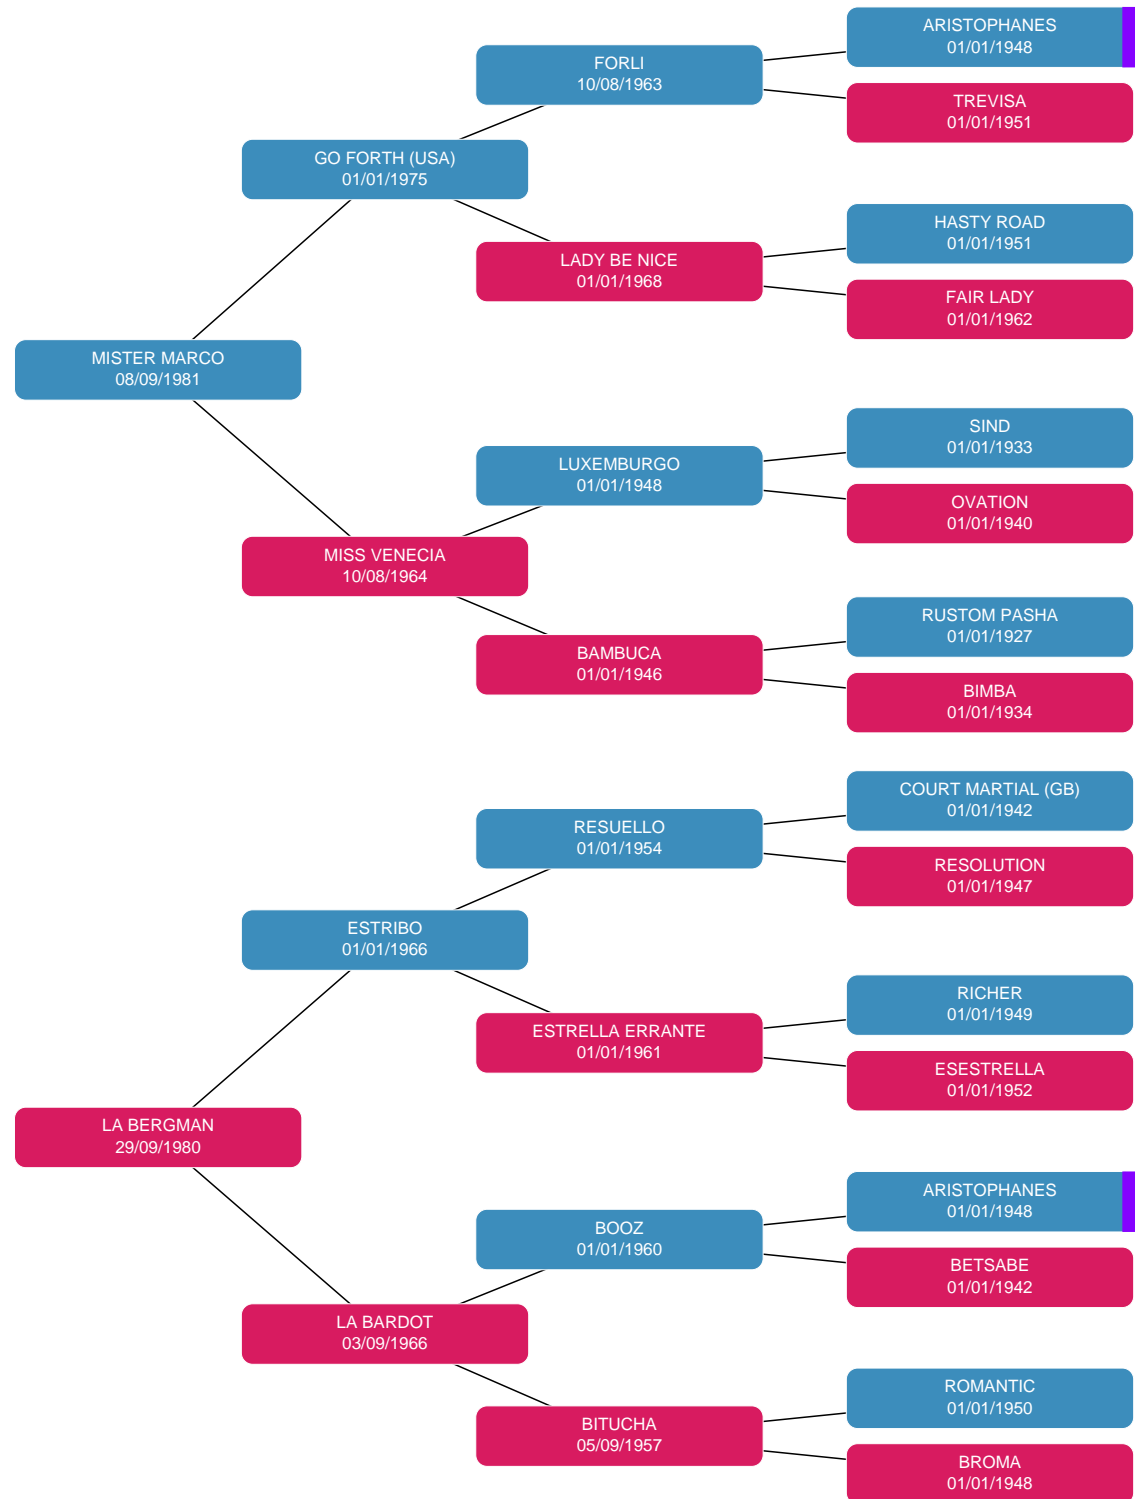 ARISTOPHANES
01/01/1948
FORLI
10/08/1963
TREVISA
01/01/1951
GO FORTH (USA)
01/01/1975
HASTY ROAD
01/01/1951
LADY BE NICE
01/01/1968
FAIR LADY
01/01/1962
MISTER MARCO
08/09/1981
SIND
01/01/1933
LUXEMBURGO
01/01/1948
OVATION
01/01/1940
MISS VENECIA
10/08/1964
RUSTOM PASHA
01/01/1927
BAMBUCA
01/01/1946
BIMBA
01/01/1934
COURT MARTIAL (GB)
01/01/1942
RESUELLO
01/01/1954
RESOLUTION
01/01/1947
ESTRIBO
01/01/1966
RICHER
01/01/1949
ESTRELLA ERRANTE
01/01/1961
ESESTRELLA
01/01/1952
LA BERGMAN
29/09/1980
ARISTOPHANES
01/01/1948
BOOZ
01/01/1960
BETSABE
01/01/1942
LA BARDOT
03/09/1966
ROMANTIC
01/01/1950
BITUCHA
05/09/1957
BROMA
01/01/1948